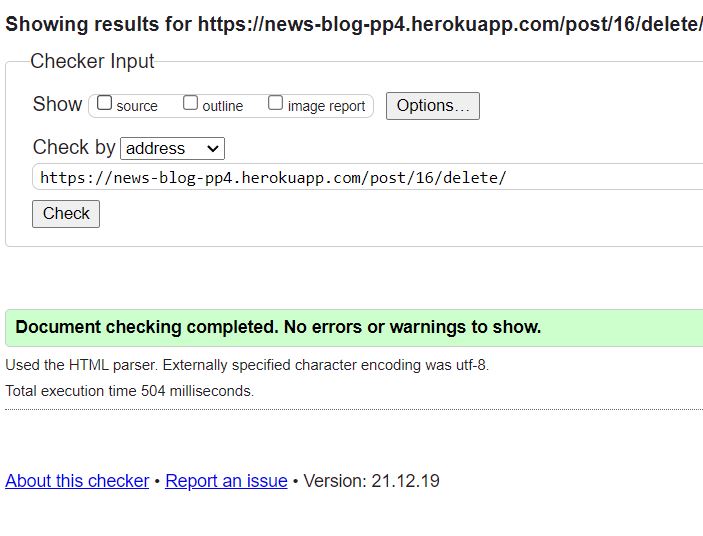 Showing results for https://news-blog-pp4.herokuapp.com/post/16/delete/
Checker Input
Show source outline image report Options...
Check by address
https://news-blog-pp4.herokuapp.com/post/16/delete/
Check
Document checking completed. No errors or warnings to show.
Used the HTML parser. Externally specified character encoding was utf-8.
Total execution time 504 milliseconds.
About this checker • Report an issue • Version: 21.12.19